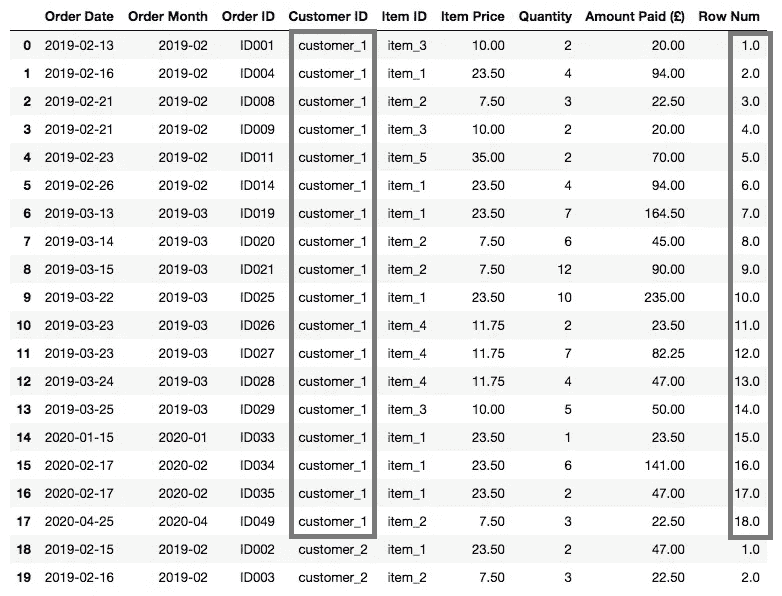 Order Date Order Month Order ID Customer ID Item ID Item Price Quantity Amount Paid (£) Row Num
0 2019-02-13 2019-02 ID001 customer_1 item_3 10.00 2 20.00 1.0
1 2019-02-16 2019-02 ID004 customer_1 item_1 23.50 4 94.00 2.0
2 2019-02-21 2019-02 ID008 customer_1 item_2 7.50 3 22.50 3.0
3 2019-02-21 2019-02 ID009 customer_1 item_3 10.00 2 20.00 4.0
4 2019-02-23 2019-02 ID011 customer_1 item_5 35.00 2 70.00 5.0
5 2019-02-26 2019-02 ID014 customer_1 item_1 23.50 4 94.00 6.0
6 2019-03-13 2019-03 ID019 customer_1 item_1 23.50 7 164.50 7.0
7 2019-03-14 2019-03 ID020 customer_1 item_2 7.50 6 45.00 8.0
8 2019-03-15 2019-03 ID021 customer_1 item_2 7.50 12 90.00 9.0
9 2019-03-22 2019-03 ID025 customer_1 item_1 23.50 10 235.00 10.0
10 2019-03-23 2019-03 ID026 customer_1 item_4 11.75 2 23.50 11.0
11 2019-03-23 2019-03 ID027 customer_1 item_4 11.75 7 82.25 12.0
12 2019-03-24 2019-03 ID028 customer_1 item_4 11.75 4 47.00 13.0
13 2019-03-25 2019-03 ID029 customer_1 item_3 10.00 5 50.00 14.0
14 2020-01-15 2020-01 ID033 customer_1 item_1 23.50 1 23.50 15.0
15 2020-02-17 2020-02 ID034 customer_1 item_1 23.50 6 141.00 16.0
16 2020-02-17 2020-02 ID035 customer_1 item_1 23.50 2 47.00 17.0
17 2020-04-25 2020-04 ID049 customer_1 item_2 7.50 3 22.50 18.0
18 2019-02-15 2019-02 ID002 customer_2 item_1 23.50 2 47.00 1.0
19 2019-02-16 2019-02 ID003 customer_2 item_2 7.50 3 22.50 2.0